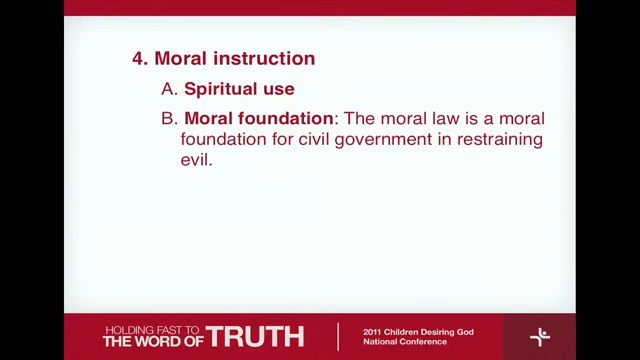 4. Moral instruction
A. Spiritual use
B. Moral foundation: The moral law is a moral
foundation for civil government in restraining
evil.
HOLDING FAST TO
THE WORD OF TRUTH
2011 Children Desiring God
National Conference